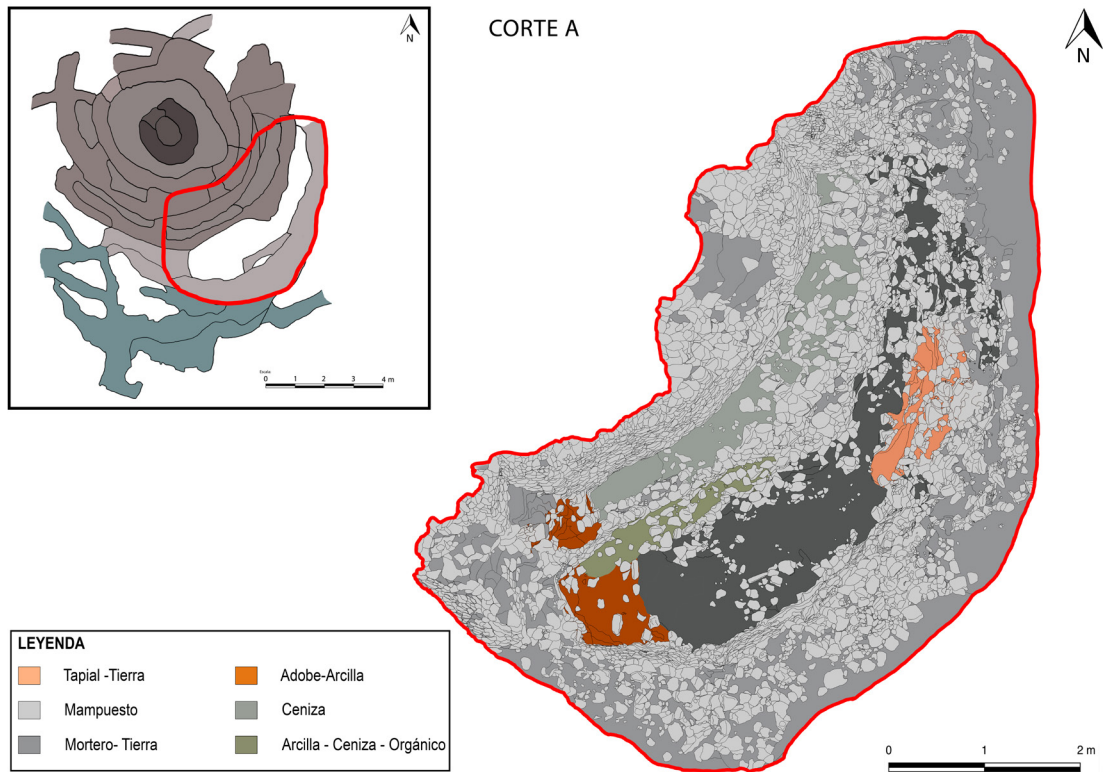 CORTE A
N
N
Escala
0 1 2 3 4 m
LEYENDA
Tapial -Tierra
Adobe-Arcilla
Mampuesto
Ceniza
Mortero- Tierra
Arcilla - Ceniza - Orgánico
0 1 2 m